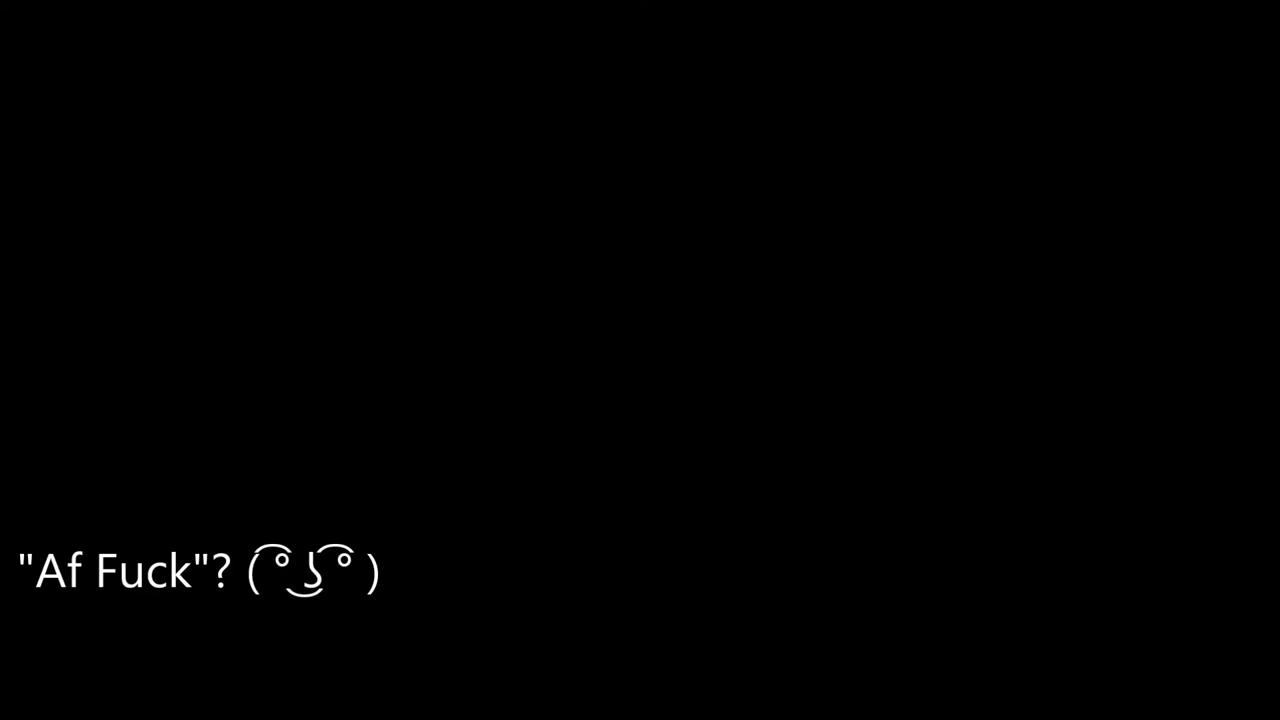 "Af Fuck"? ( ͡° ͜ʖ ͡° )